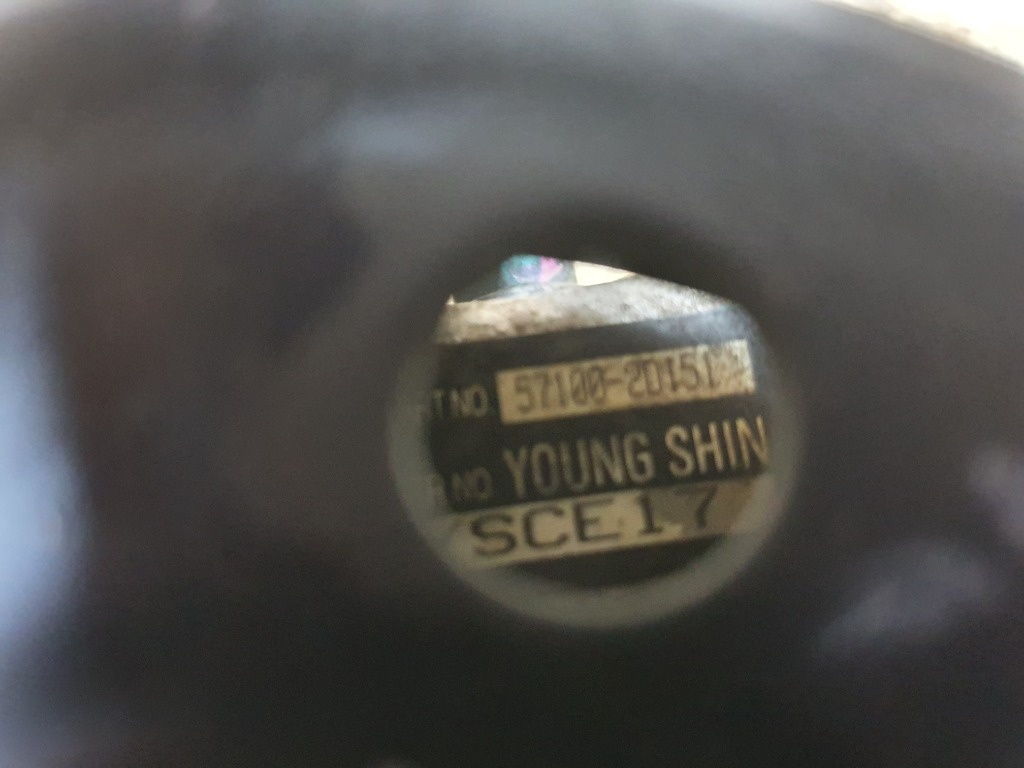 T NO. 57100-2D151
R NO. YOUNG SHIN
SCE17